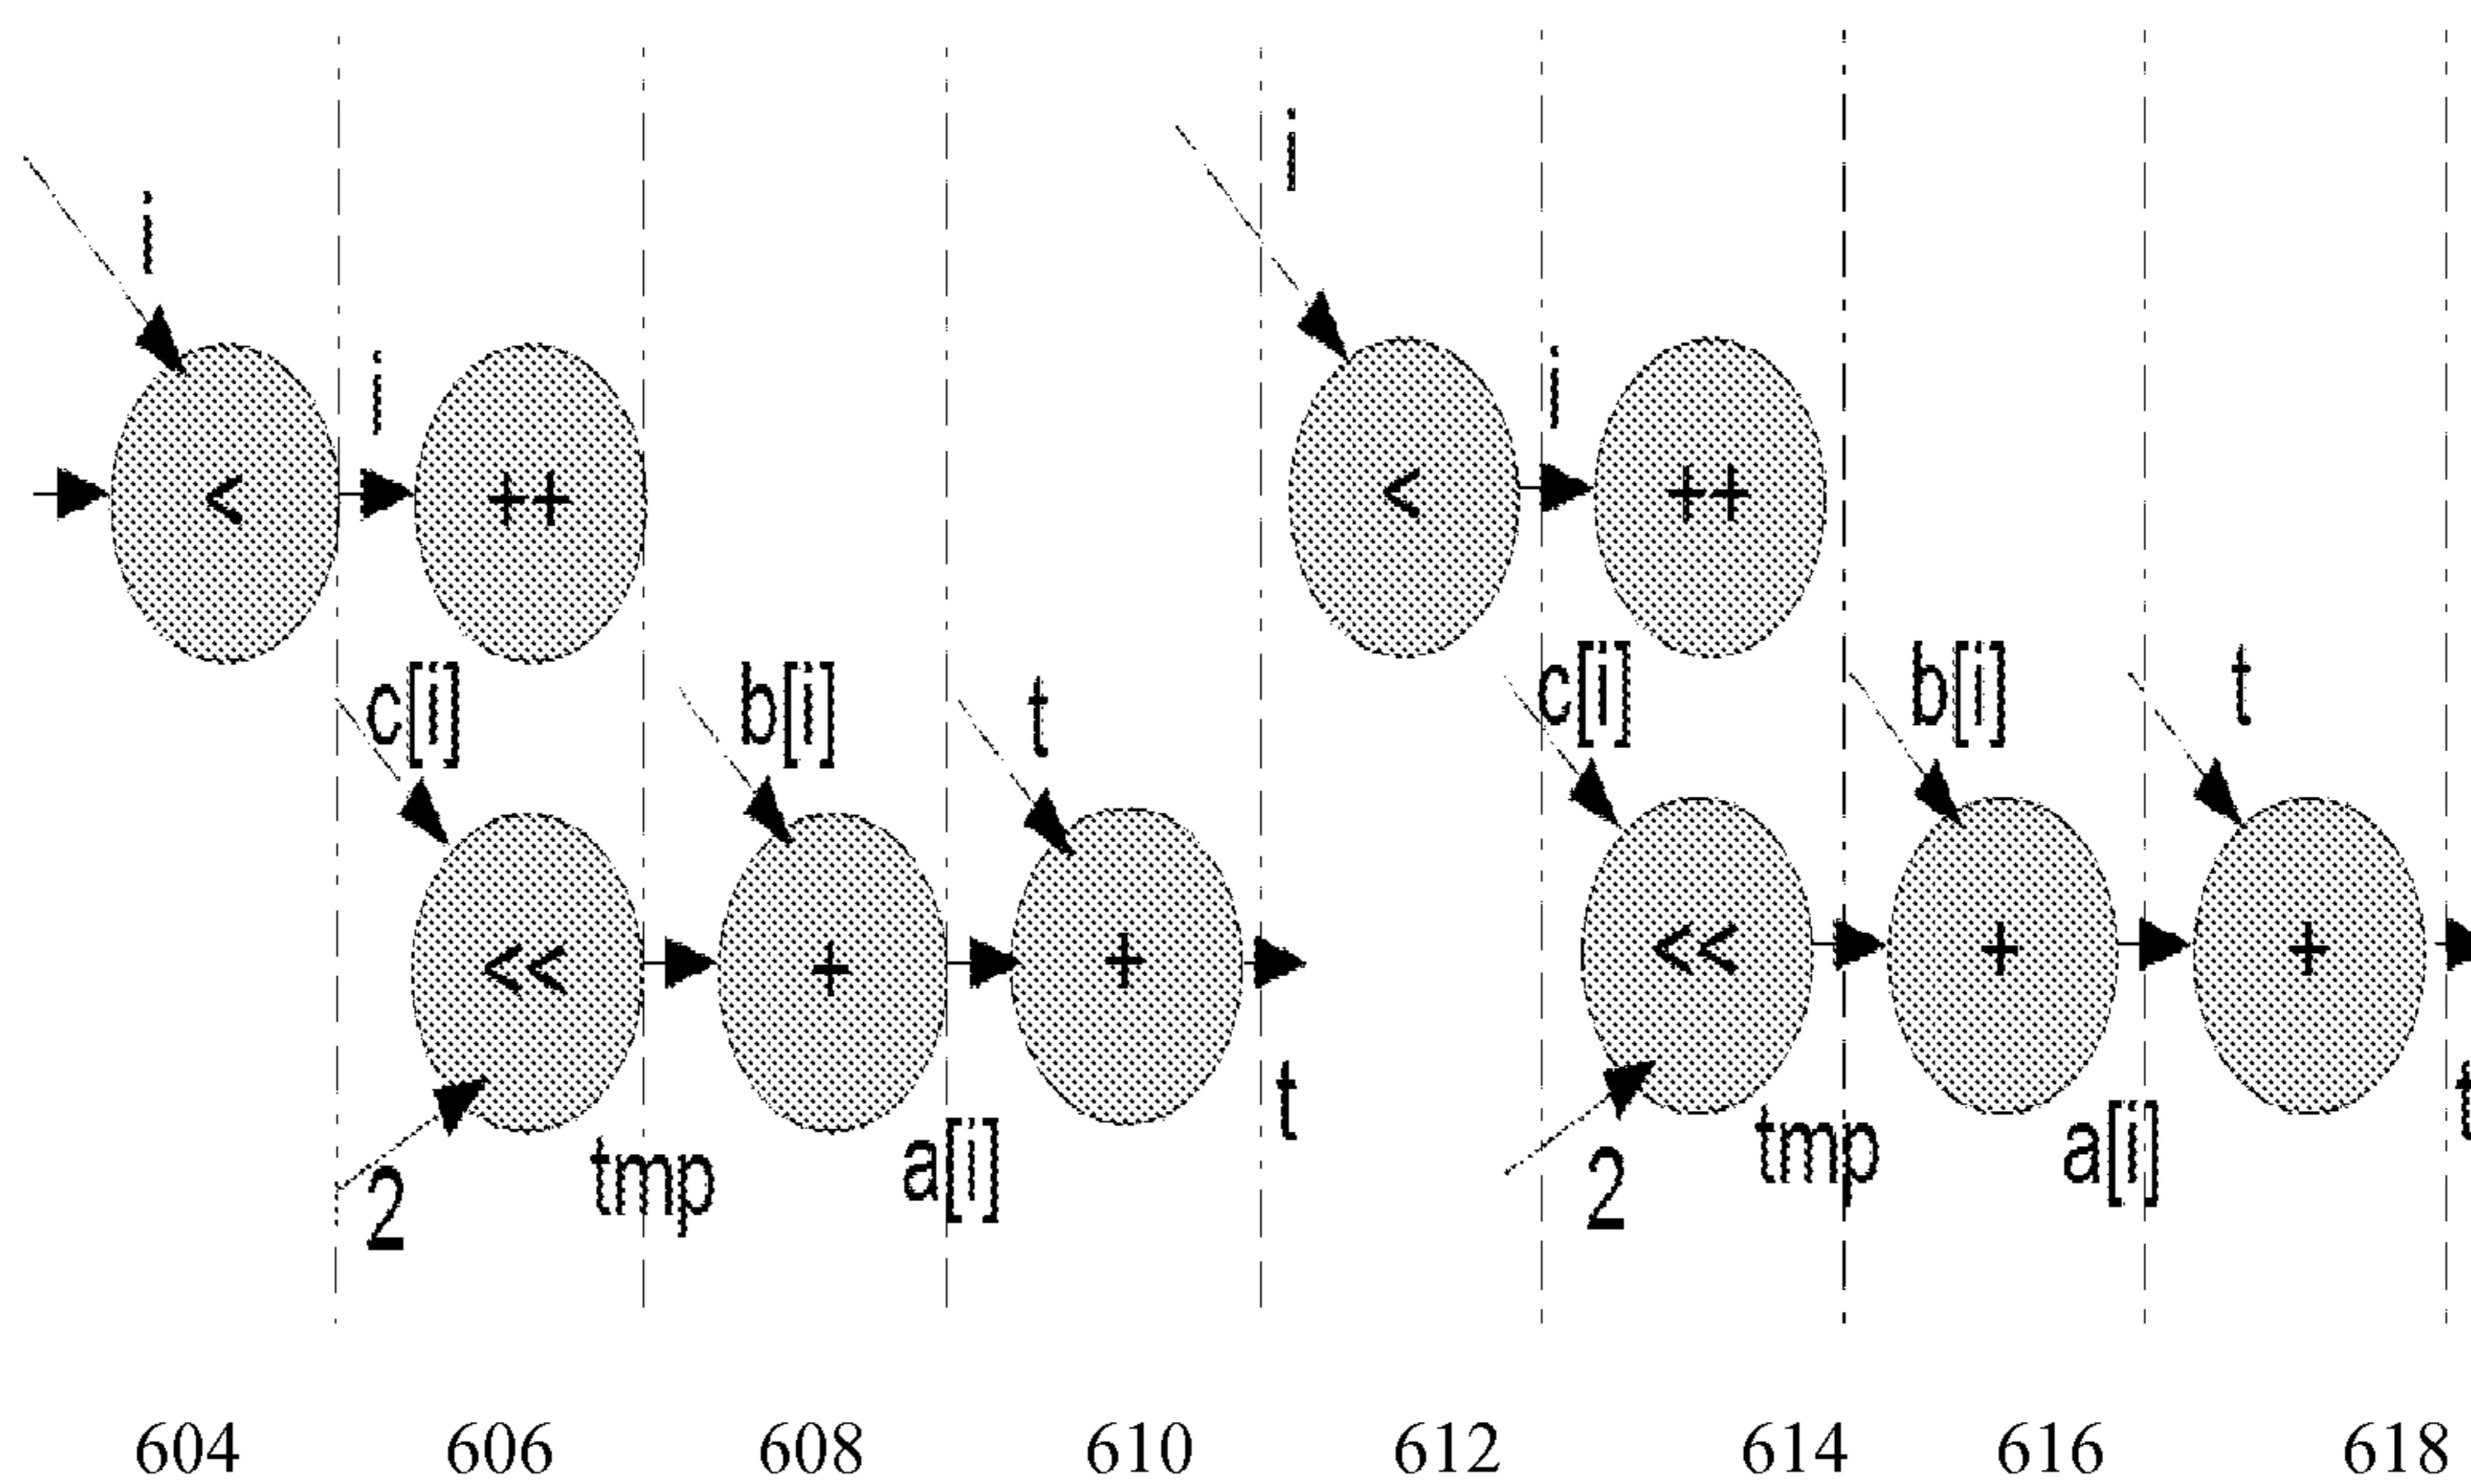 i
i
i
i
< ++
< ++
c[i] b[i] t
c[i] b[i] t
<< + +
<< + +
t
t
2 tmp a[i]
2 tmp a[i]
604 606 608 610 612 614 616 618